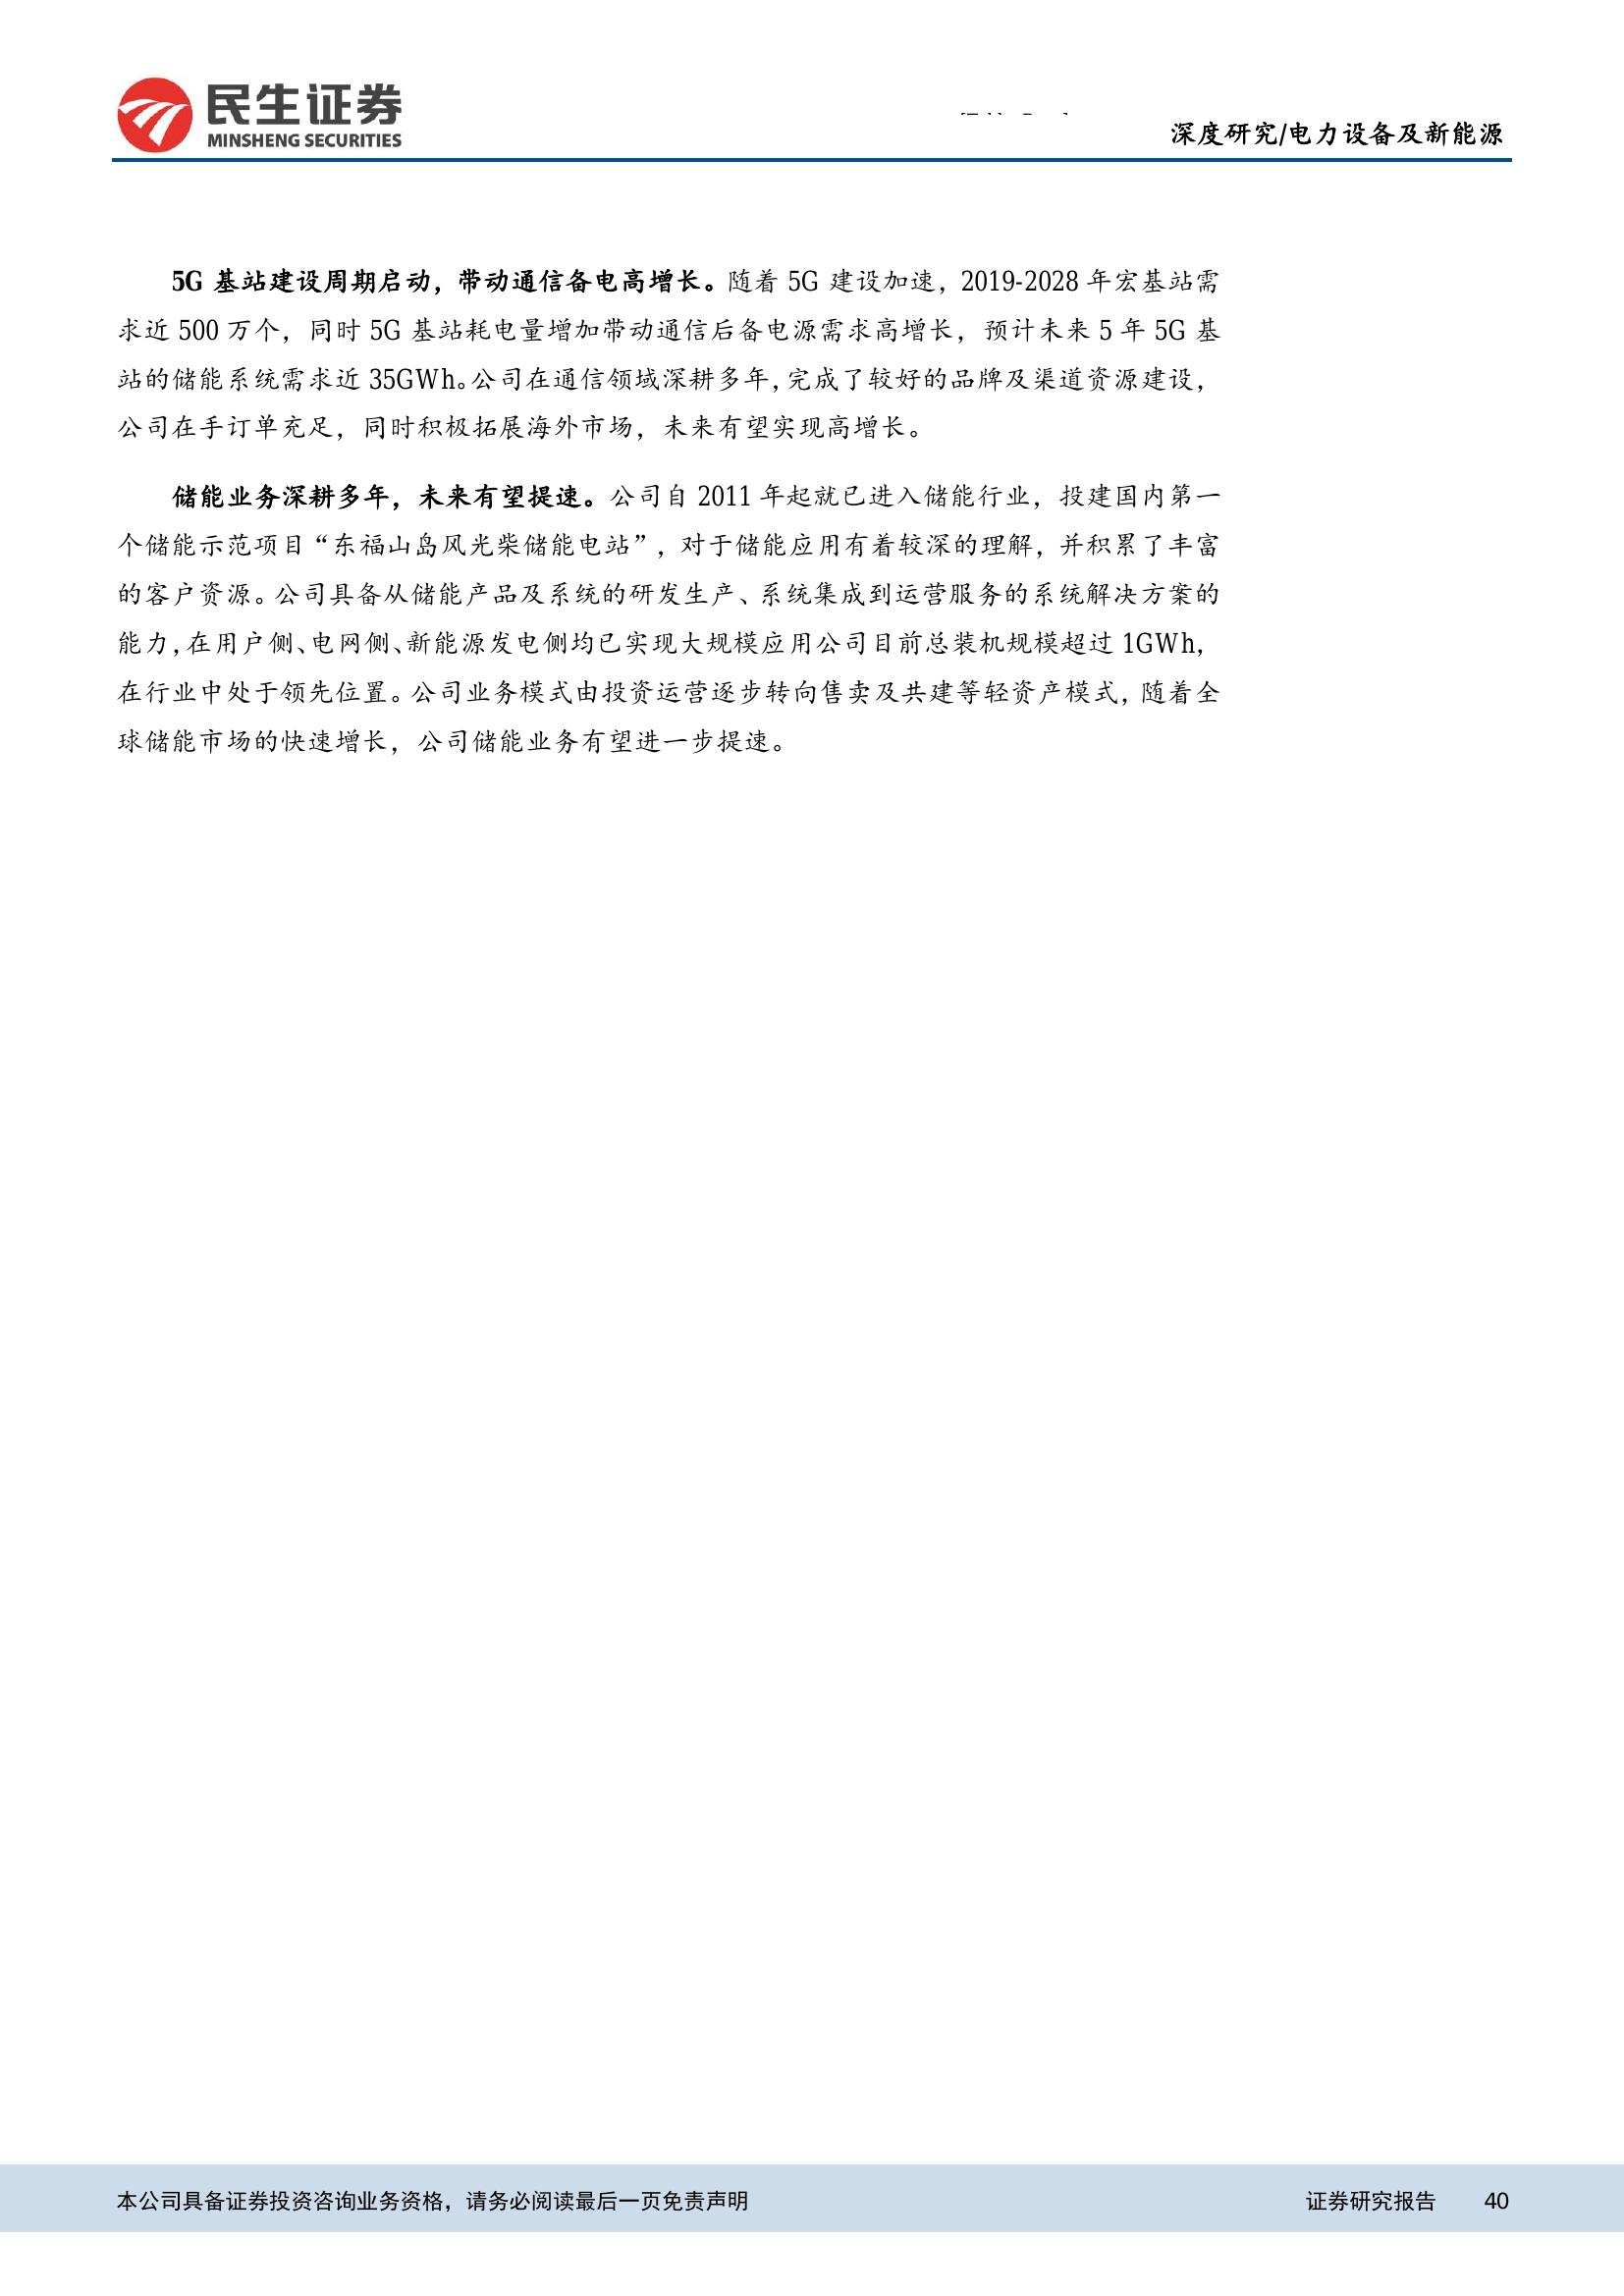 民生证券
MINSHENG SECURITIES
深度研究/电力设备及新能源
5G 基站建设周期启动，带动通信备电高增长。随着 5G 建设加速，2019-2028 年宏基站需
求近 500 万个，同时 5G 基站耗电量增加带动通信后备电源需求高增长，预计未来 5 年 5G 基
站的储能系统需求近 35GWh。公司在通信领域深耕多年，完成了较好的品牌及渠道资源建设，
公司在手订单充足，同时积极拓展海外市场，未来有望实现高增长。
储能业务深耕多年，未来有望提速。公司自 2011 年起就已进入储能行业，投建国内第一
个储能示范项目“东福山岛风光柴储能电站”，对于储能应用有着较深的理解，并积累了丰富
的客户资源。公司具备从储能产品及系统的研发生产、系统集成到运营服务的系统解决方案的
能力，在用户侧、电网侧、新能源发电侧均已实现大规模应用公司目前总装机规模超过 1GWh，
在行业中处于领先位置。公司业务模式由投资运营逐步转向售卖及共建等轻资产模式，随着全
球储能市场的快速增长，公司储能业务有望进一步提速。
本公司具备证券投资咨询业务资格，请务必阅读最后一页免责声明
证券研究报告 40